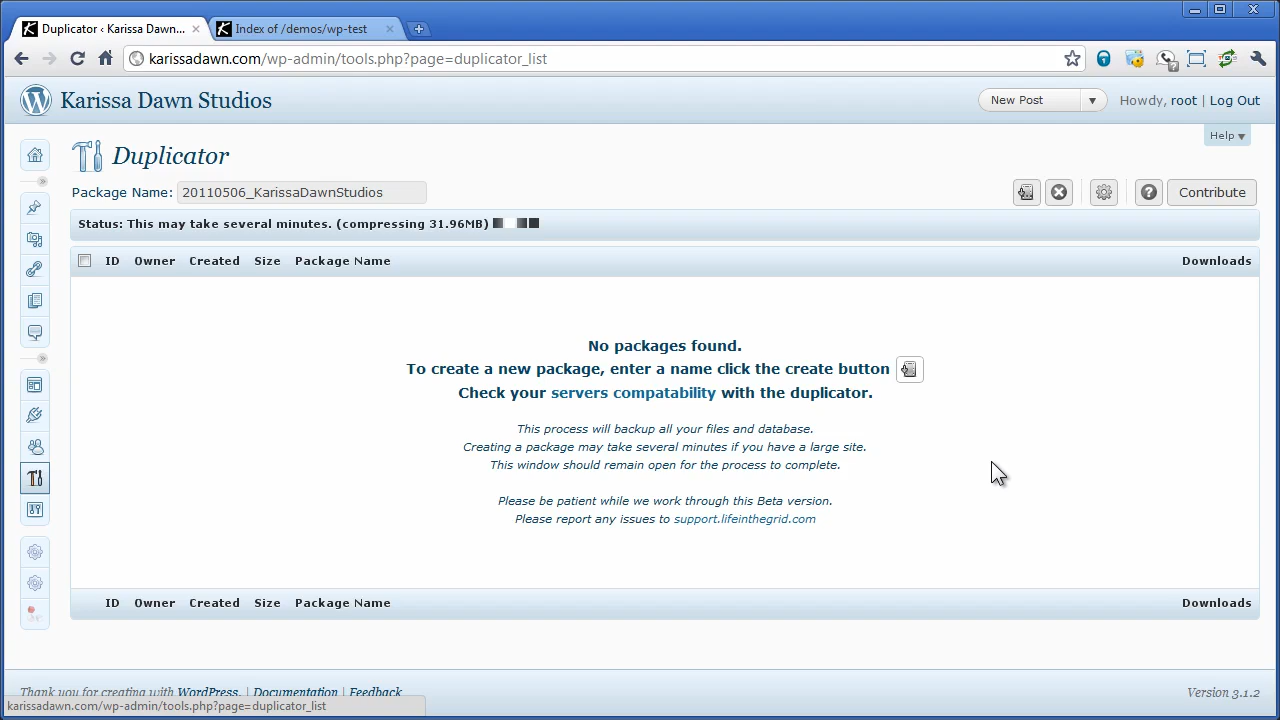 Duplicator ‹ Karissa Dawn...
Index of /demos/wp-test
karissadawn.com/wp-admin/tools.php?page=duplicator_list
Karissa Dawn Studios
New Post
Howdy, root | Log Out
Help
Duplicator
Package Name: 20110506_KarissaDawnStudios
Contribute
Status: This may take several minutes. (compressing 31.96MB)
ID Owner Created Size Package Name Downloads
No packages found.
To create a new package, enter a name click the create button
Check your servers compatability with the duplicator.
This process will backup all your files and database.
Creating a package may take several minutes if you have a large site.
This window should remain open for the process to complete.
Please be patient while we work through this Beta version.
Please report any issues to support.lifeinthegrid.com
ID Owner Created Size Package Name Downloads
Thank you for creating with WordPress. | Documentation | Feedback
Version 3.1.2
karissadawn.com/wp-admin/tools.php?page=duplicator_list